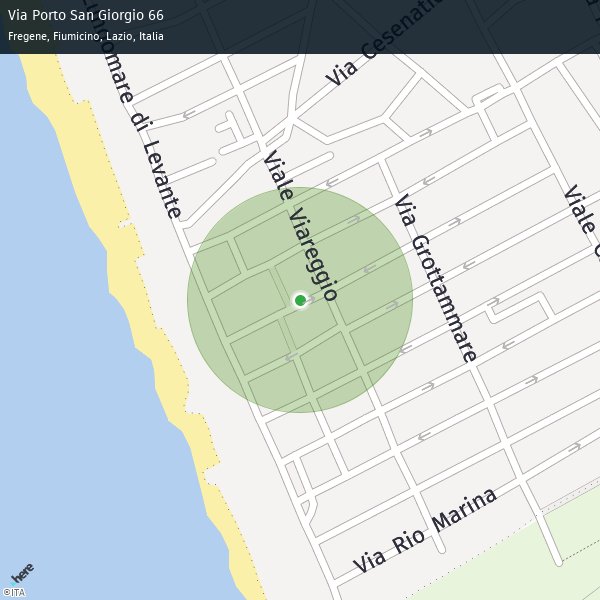 Via Porto San Giorgio 66
Fregene, Fiumicino, Lazio, Italia
Lungomare di Levante
Via Cesenatico
Viale Viareggio
Via Grottammare
Viale
Via Rio Marina
here
©ITA